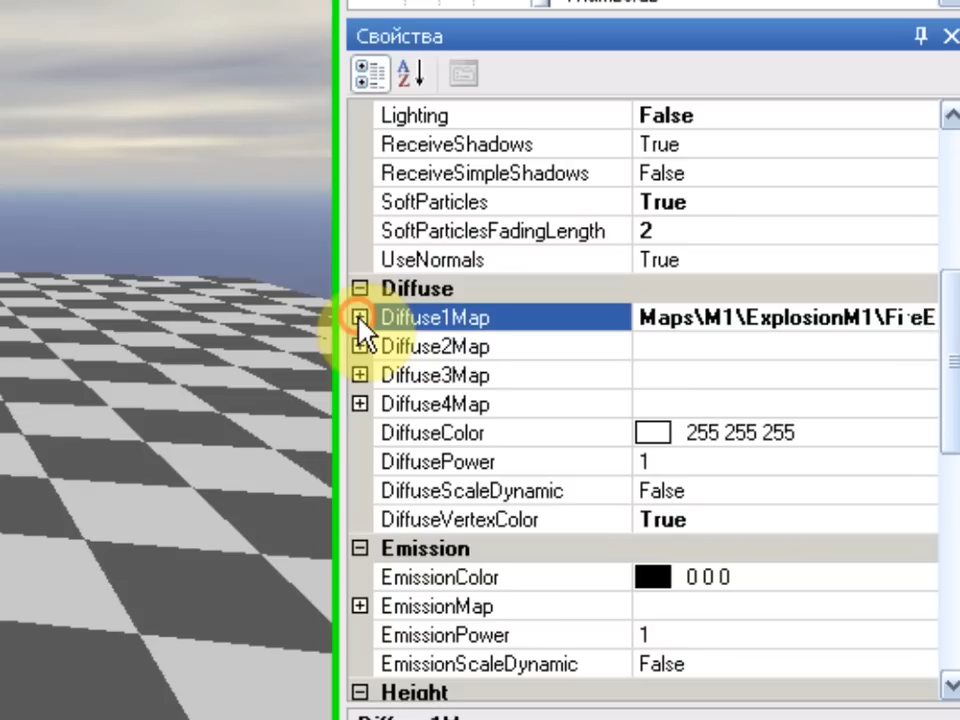 Свойства
Lighting False
ReceiveShadows True
ReceiveSimpleShadows False
SoftParticles True
SoftParticlesFadingLength 2
UseNormals True
Diffuse
Diffuse1Map Maps\M1\ExplosionM1\FireE
Diffuse2Map
Diffuse3Map
Diffuse4Map
DiffuseColor 255 255 255
DiffusePower 1
DiffuseScaleDynamic False
DiffuseVertexColor True
Emission
EmissionColor 0 0 0
EmissionMap
EmissionPower 1
EmissionScaleDynamic False
Height